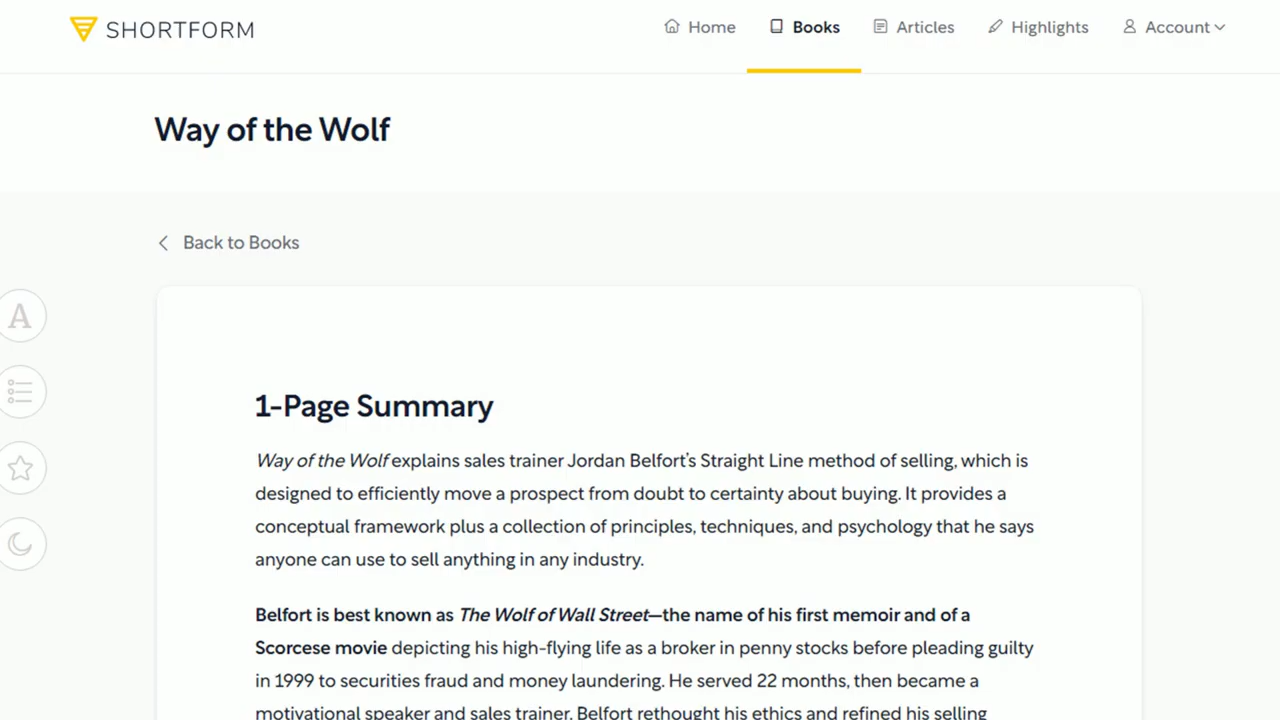 SHORTFORM
Home
Books
Articles
Highlights
Account
Way of the Wolf
Back to Books
A
1-Page Summary
Way of the Wolf explains sales trainer Jordan Belfort's Straight Line method of selling, which is
designed to efficiently move a prospect from doubt to certainty about buying. It provides a
conceptual framework plus a collection of principles, techniques, and psychology that he says
anyone can use to sell anything in any industry.
Belfort is best known as The Wolf of Wall Street—the name of his first memoir and of a
Scorcese movie depicting his high-flying life as a broker in penny stocks before pleading guilty
in 1999 to securities fraud and money laundering. He served 22 months, then became a
motivational speaker and sales trainer. Belfort rethought his ethics and refined his selling